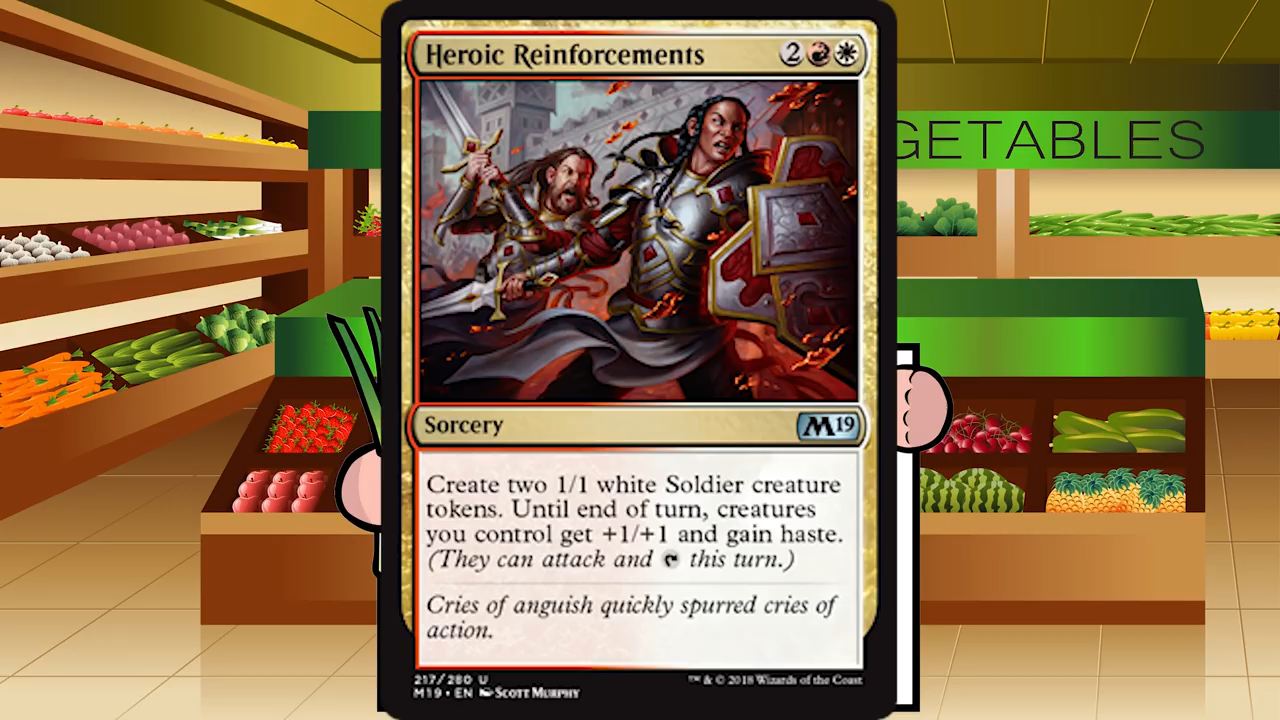 Heroic Reinforcements 2
GETABLES
Sorcery M19
Create two 1/1 white Soldier creature
tokens. Until end of turn, creatures
you control get +1/+1 and gain haste.
(They can attack and this turn.)
Cries of anguish quickly spurred cries of
action.
217/280 U
M19 • EN Scott Murphy
™ & © 2018 Wizards of the Coast